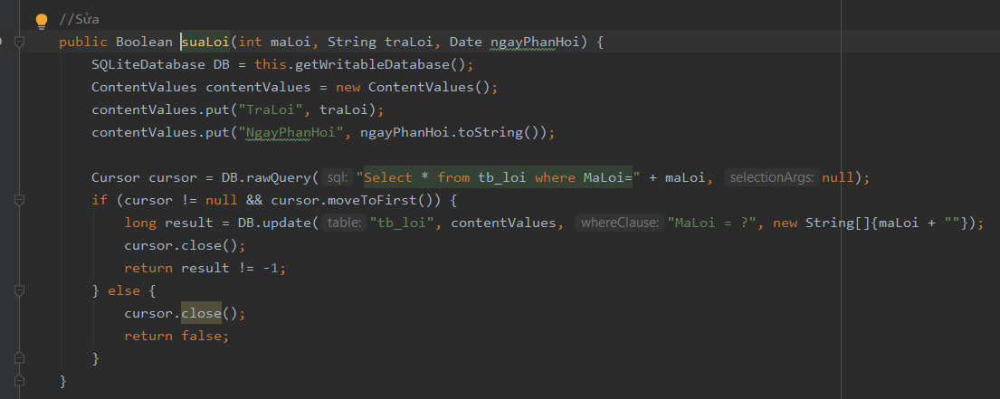 //Sửa
public Boolean suaLoi(int maLoi, String traLoi, Date ngayPhanHoi) {
SQLiteDatabase DB = this.getWritableDatabase();
ContentValues contentValues = new ContentValues();
contentValues.put("TraLoi", traLoi);
contentValues.put("NgayPhanHoi", ngayPhanHoi.toString());
Cursor cursor = DB.rawQuery( sql: "Select * from tb_loi where MaLoi=" + maLoi, selectionArgs: null);
if (cursor != null && cursor.moveToFirst()) {
long result = DB.update( table: "tb_loi", contentValues, whereClause: "MaLoi = ?", new String[]{maLoi + ""});
cursor.close();
return result != -1;
} else {
cursor.close();
return false;
}
}